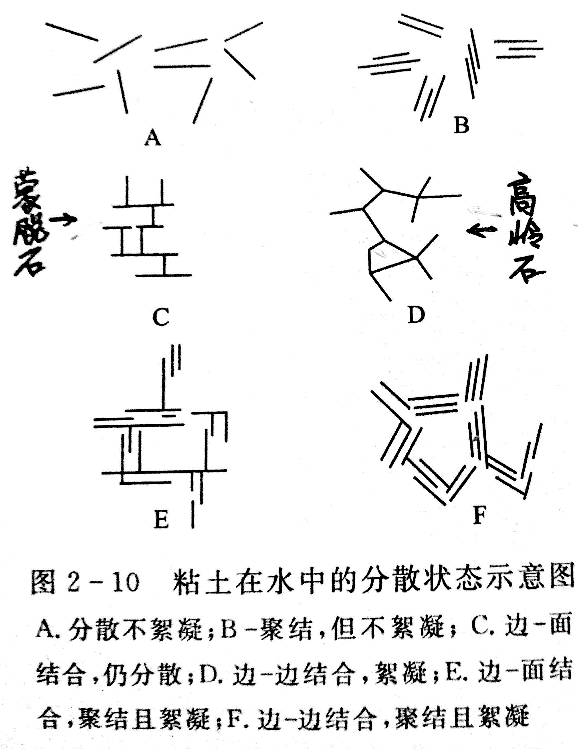 A
B
蒙脱石
高岭石
C
D
E
F
图 2-10 粘土在水中的分散状态示意图
A. 分散不絮凝；B-聚结，但不絮凝；C. 边-面
结合，仍分散；D. 边-边结合，絮凝；E. 边-面结
合，聚结且絮凝；F. 边-边结合，聚结且絮凝